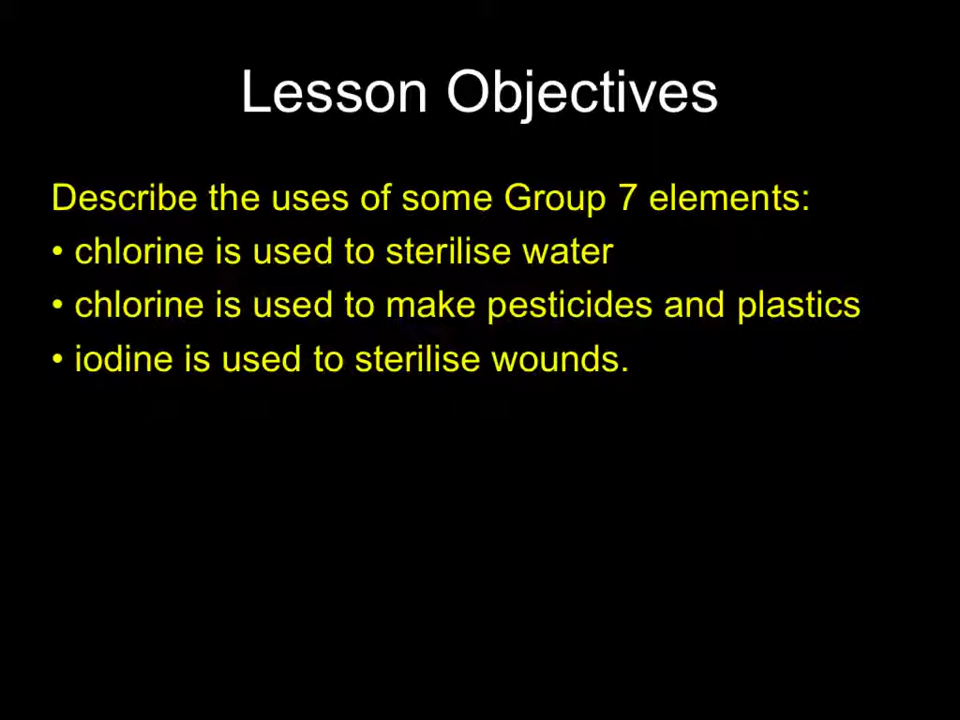 Lesson Objectives
Describe the uses of some Group 7 elements:
• chlorine is used to sterilise water
• chlorine is used to make pesticides and plastics
• iodine is used to sterilise wounds.